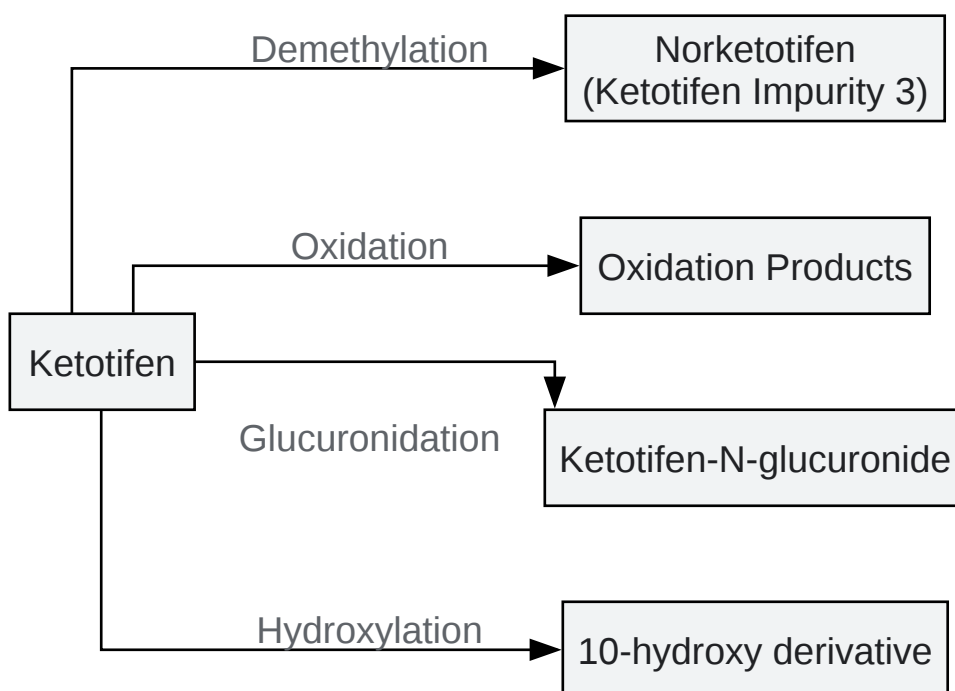 Demethylation
Norketotifen
(Ketotifen Impurity 3)
Oxidation
Oxidation Products
Ketotifen
Glucuronidation
Ketotifen-N-glucuronide
Hydroxylation
10-hydroxy derivative